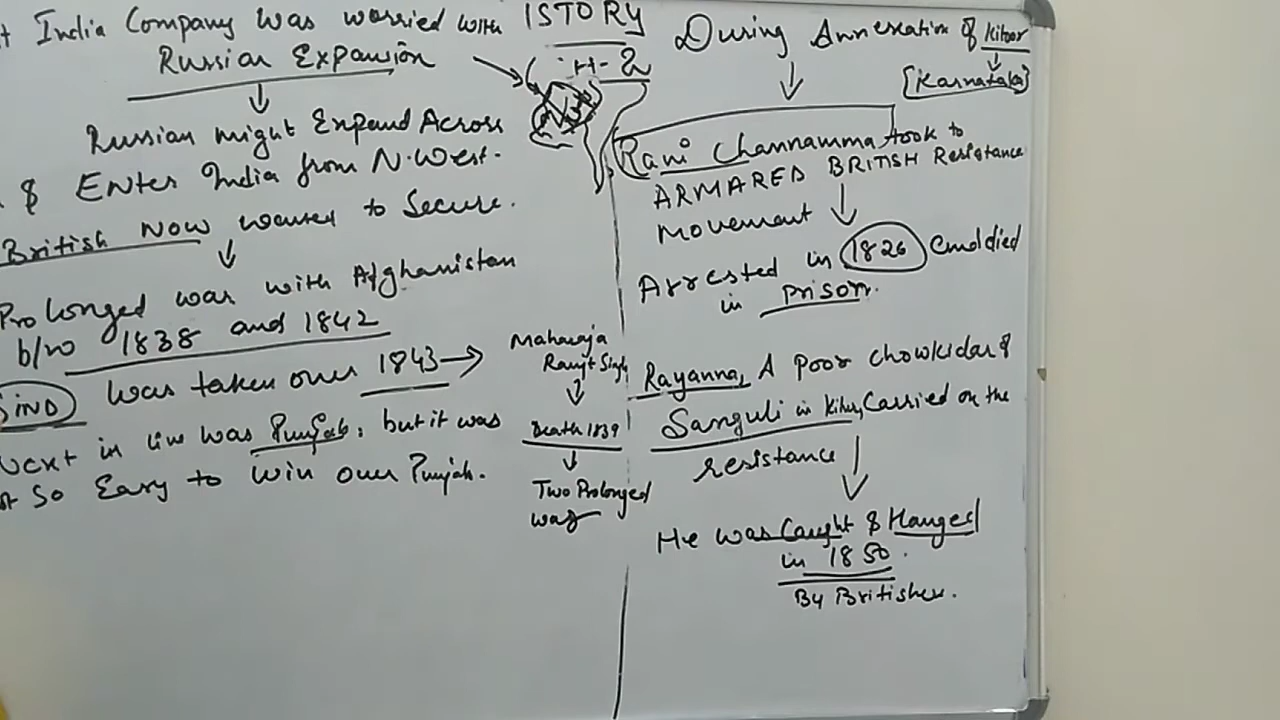 t India Company was worried with
Russian Expansion
Russian might Expand Across
& ENter India from N.West.
British Now wanted to Secure.
Prolonged was with Afghanistan
b/w 1838 and 1842
SIND was taken over 1843
Next in line was Punjab, but it was
So Easy to Win over Punjab.
ISTORY
H-2
Maharaja
Ranjit Singh
Death 1839
Two Prolonged
war
During Annexation of Kitoor
[Karnataka]
Rani Channamma took to
ARMARED BRITISH Resistance
movement
Arrested in 1826 and died
in prison.
Rayanna, A poor chowkidar of
Sanguli in Kitur, Carried on the
resistance
He was Caught & Hanged
in 1850.
By Britisher.